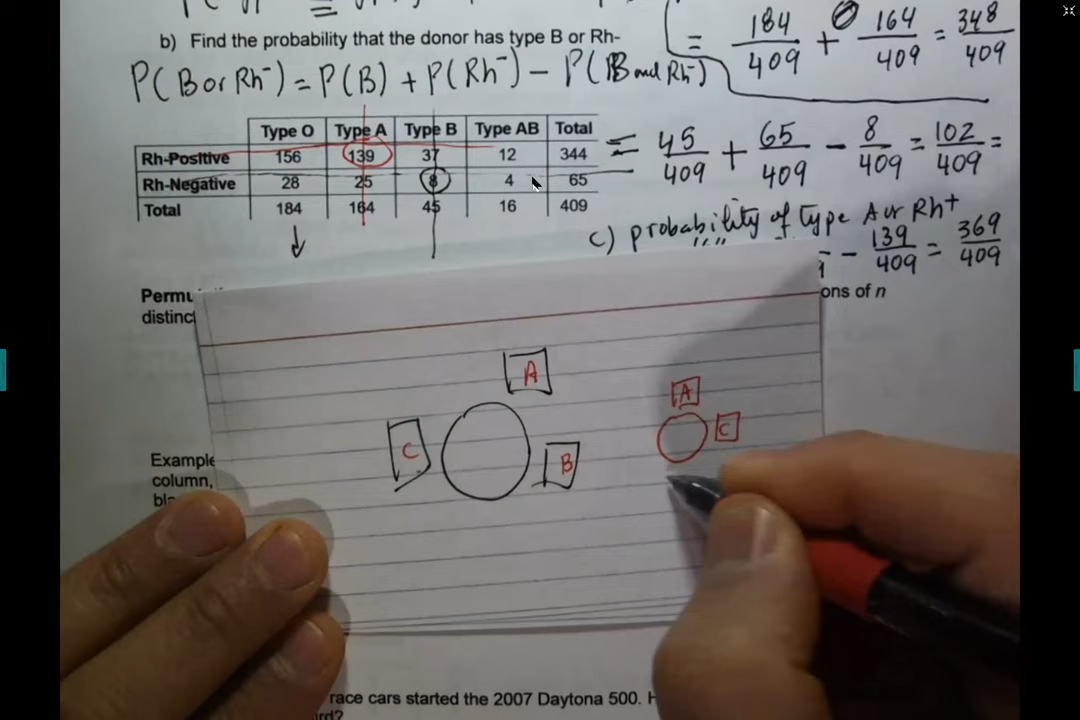 = 184/409 + 164/409 = 348/409
b) Find the probability that the donor has type B or Rh-
P(B or Rh⁻) = P(B) + P(Rh⁻) - P(B and Rh⁻)
Type O Type A Type B Type AB Total
Rh-Positive 156 139 37 12 344
Rh-Negative 28 25 8 4 65
Total 184 164 45 16 409
= 45/409 + 65/409 - 8/409 = 102/409 =
c) probability of type A or Rh+
- 139/409 = 369/409
ons of n
distinc
A
C
B
A
C
Example
column,
race cars started the 2007 Daytona 500. H